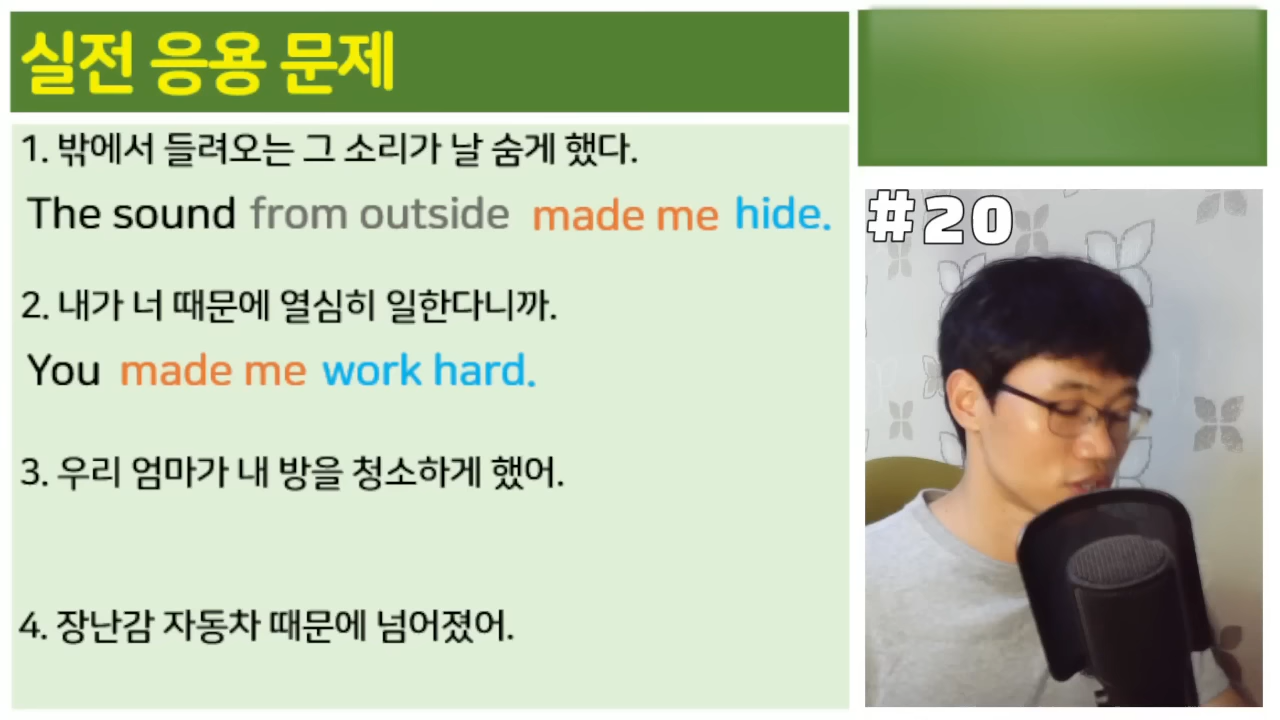 실전 응용 문제
1. 밖에서 들려오는 그 소리가 날 숨게 했다.
The sound from outside made me hide.
2. 내가 너 때문에 열심히 일한다니까.
You made me work hard.
3. 우리 엄마가 내 방을 청소하게 했어.
4. 장난감 자동차 때문에 넘어졌어.
#20